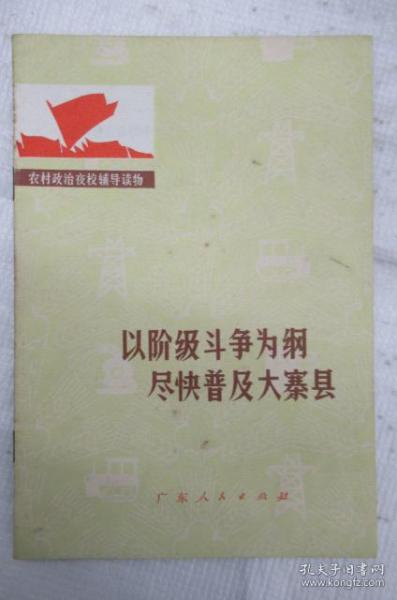 农村政治夜校辅导读物
以阶级斗争为纲
尽快普及大寨县
广东人民出版社
孔夫子旧书网
www.kongfz.com